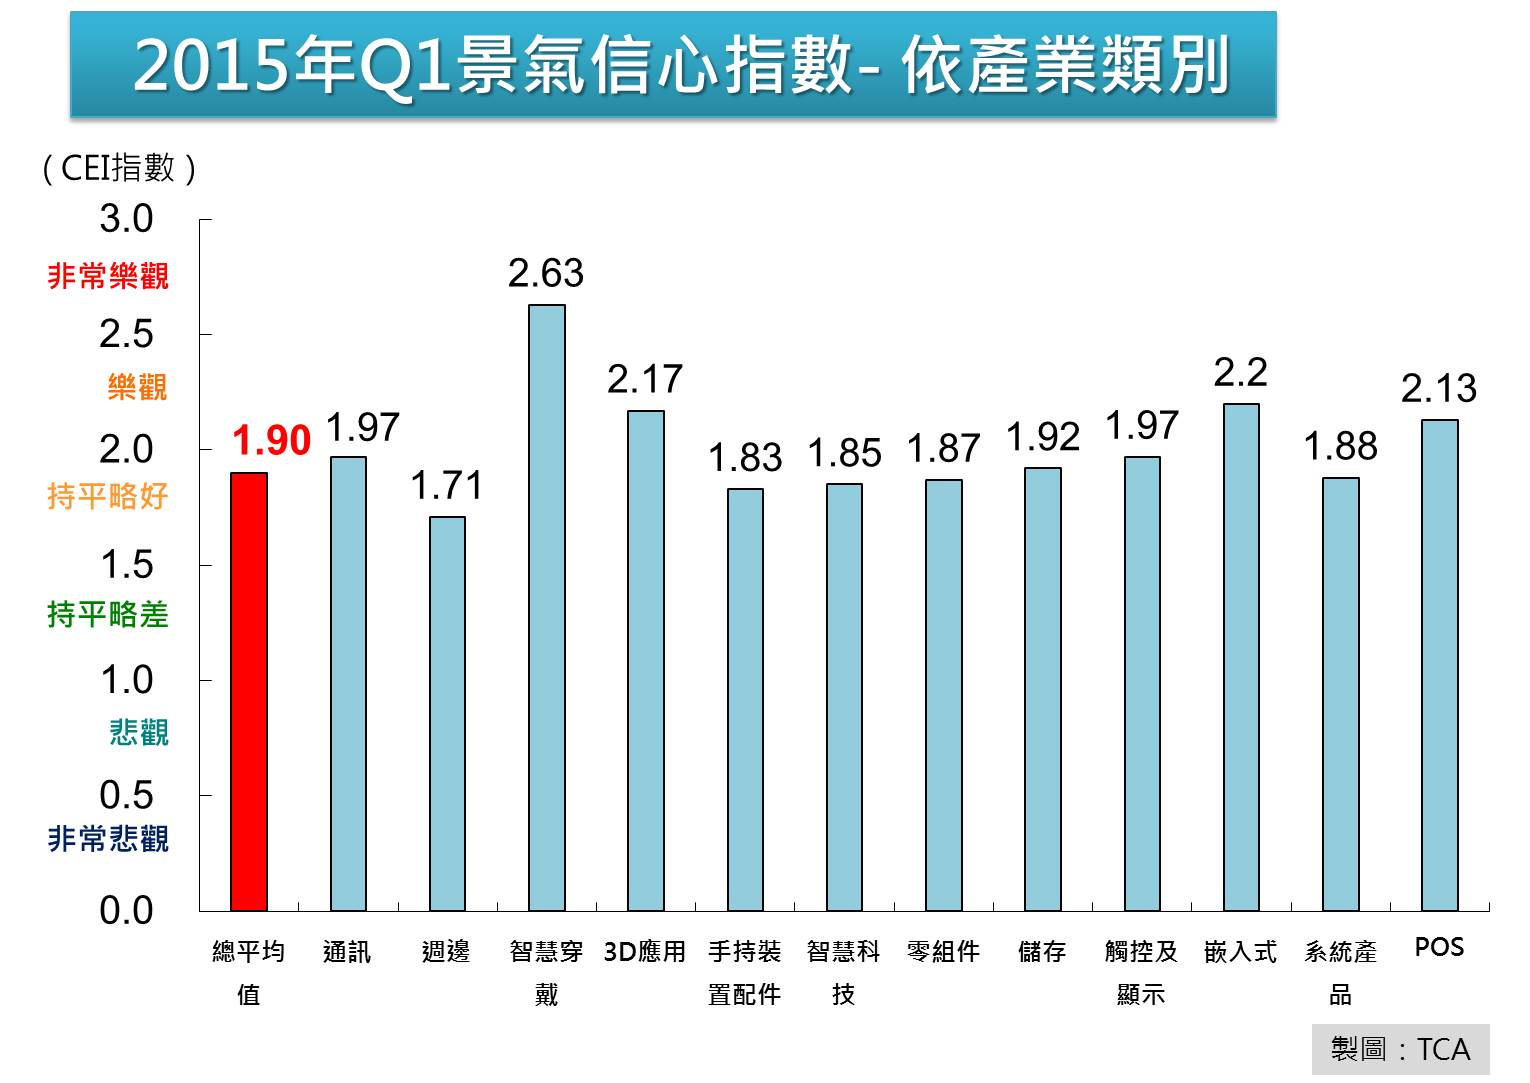 2015年Q1景氣信心指數- 依產業類別
（CEI指數）
3.0
非常樂觀
2.5
樂觀
2.0
持平略好
1.5
持平略差
1.0
悲觀
0.5
非常悲觀
0.0
1.90
1.97
1.71
2.63
2.17
1.83
1.85
1.87
1.92
1.97
2.2
1.88
2.13
總平均
值
通訊
週邊
智慧穿
戴
3D應用
手持裝
置配件
智慧科
技
零組件
儲存
觸控及
顯示
嵌入式
系統產
品
POS
製圖：TCA